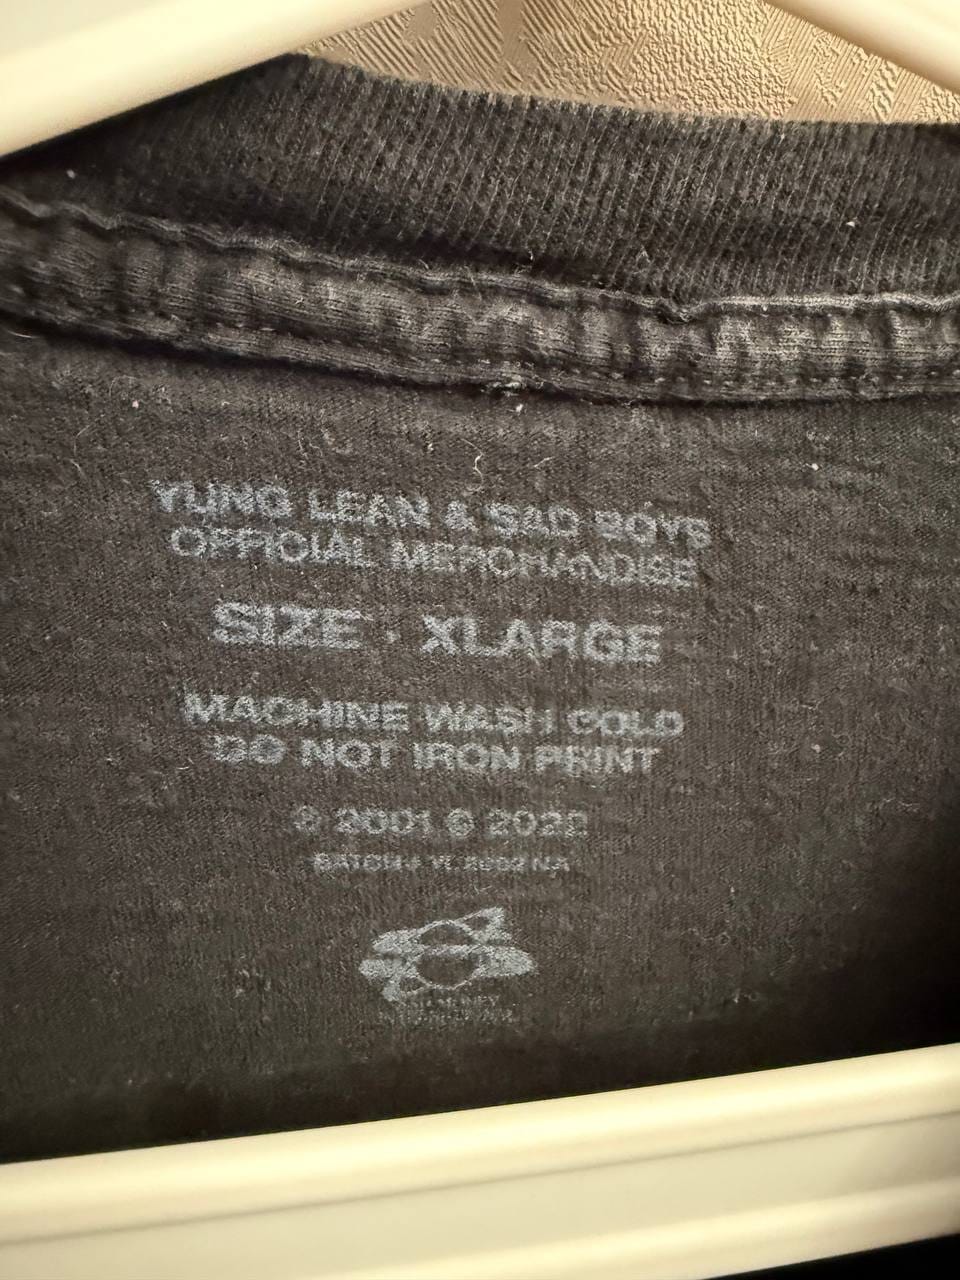 YUNG LEAN & SAD BOYS
OFFICIAL MERCHANDISE
SIZE · XLARGE
MACHINE WASH COLD
DO NOT IRON PRINT
© 2001 © 2022